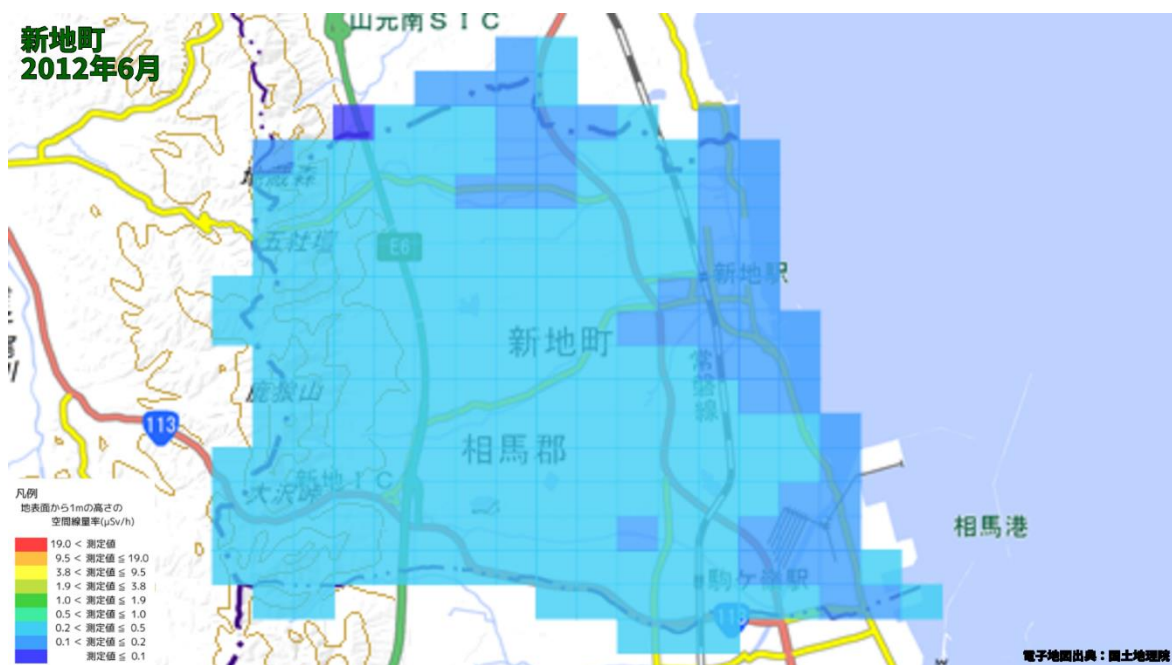 新地町
2012年6月
山元南SIC
地蔵森
五社壇
E6
新地駅
新地町
常磐線
鹿狼山
113
相馬郡
新地IC
大沢峠
相馬港
駒ケ嶺駅
113
凡例
地表面から1mの高さの
空間線量率(μSv/h)
19.0 < 測定値
9.5 < 測定値 ≤ 19.0
3.8 < 測定値 ≤ 9.5
1.9 < 測定値 ≤ 3.8
1.0 < 測定値 ≤ 1.9
0.5 < 測定値 ≤ 1.0
0.2 < 測定値 ≤ 0.5
0.1 < 測定値 ≤ 0.2
測定値 ≤ 0.1
電子地図出典：国土地理院